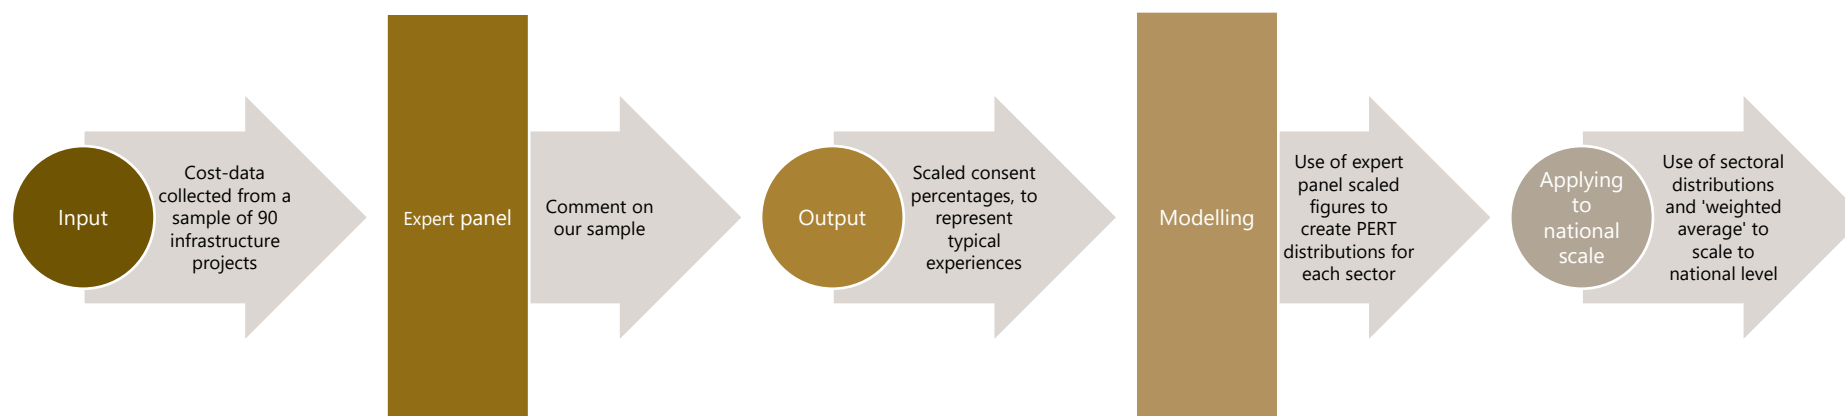 Input
Cost-data
collected from a
sample of 90
infrastructure
projects
Expert panel
Comment on
our sample
Output
Scaled consent
percentages, to
represent
typical
experiences
Modelling
Use of expert
panel scaled
figures to
create PERT
distributions for
each sector
Applying
to
national
scale
Use of sectoral
distributions
and 'weighted
average' to
scale to
national level